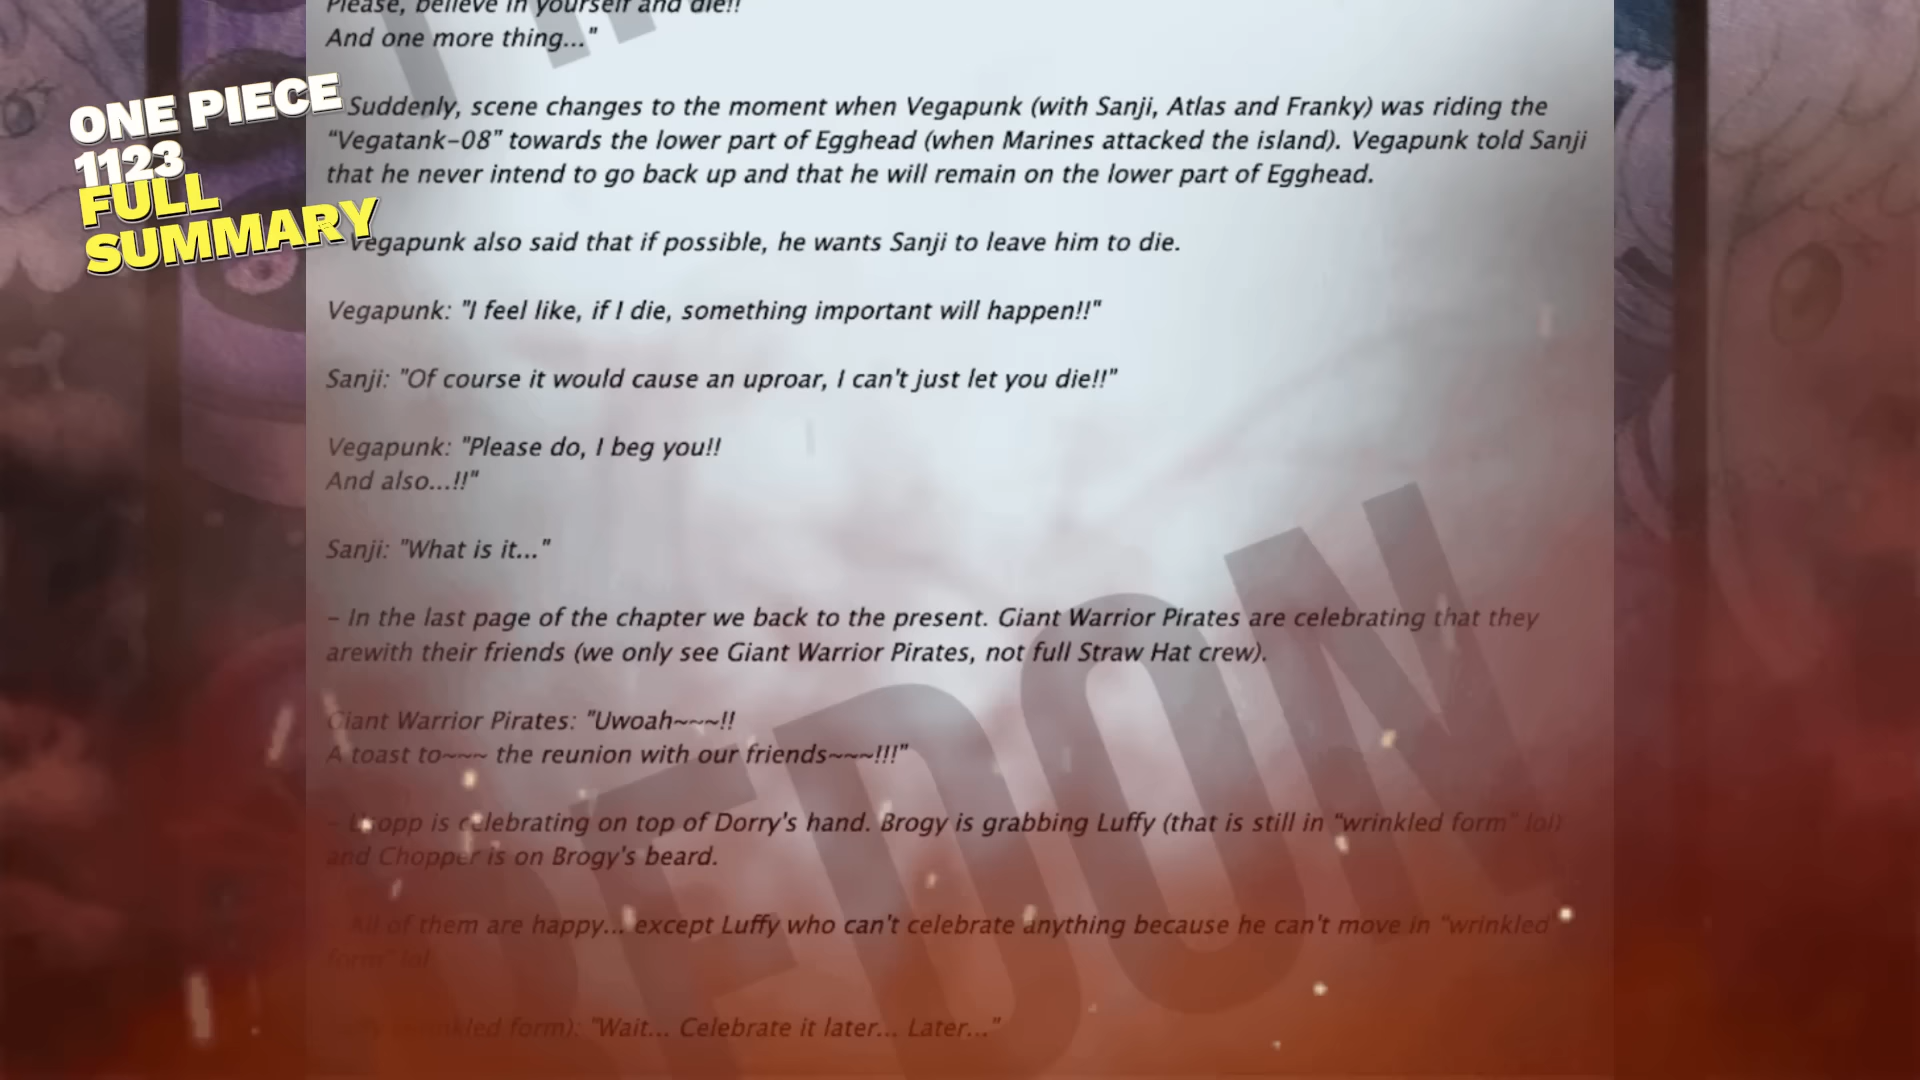 Please, believe in yourself and die!!
And one more thing..."
ONE PIECE
1123
FULL
SUMMARY
Suddenly, scene changes to the moment when Vegapunk (with Sanji, Atlas and Franky) was riding the
“Vegatank-08" towards the lower part of Egghead (when Marines attacked the island). Vegapunk told Sanji
that he never intend to go back up and that he will remain on the lower part of Egghead.
Vegapunk also said that if possible, he wants Sanji to leave him to die.
Vegapunk: "I feel like, if I die, something important will happen!!"
Sanji: "Of course it would cause an uproar, I can't just let you die!!"
Vegapunk: "Please do, I beg you!!
And also...!!"
Sanji: "What is it..."
– In the last page of the chapter we back to the present. Giant Warrior Pirates are celebrating that they
arewith their friends (we only see Giant Warrior Pirates, not full Straw Hat crew).
Giant Warrior Pirates: "Uwoah~~~!!
A toast to~~~ the reunion with our friends~~~!!!"
– Usopp is celebrating on top of Dorry's hand. Brogy is grabbing Luffy (that is still in “wrinkled form” lol)
and Chopper is on Brogy's beard.
All of them are happy... except Luffy who can't celebrate anything because he can't move in “wrinkled
form” lol
form): "Wait... Celebrate it later... Later..."